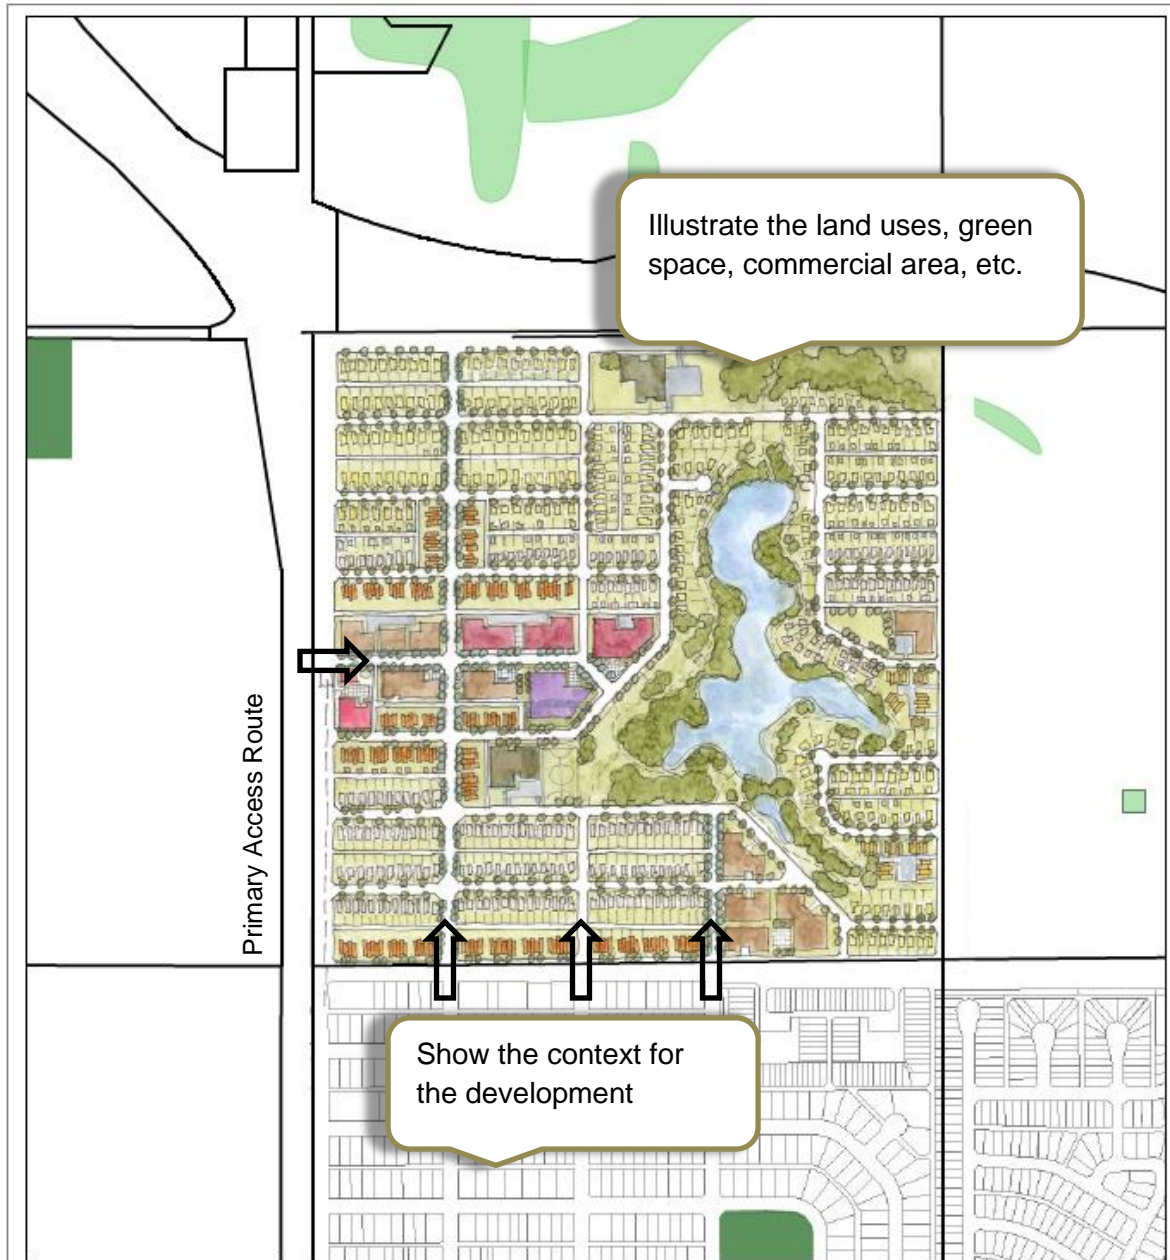 Illustrate the land uses, green
space, commercial area, etc.
Primary Access Route
Show the context for
the development